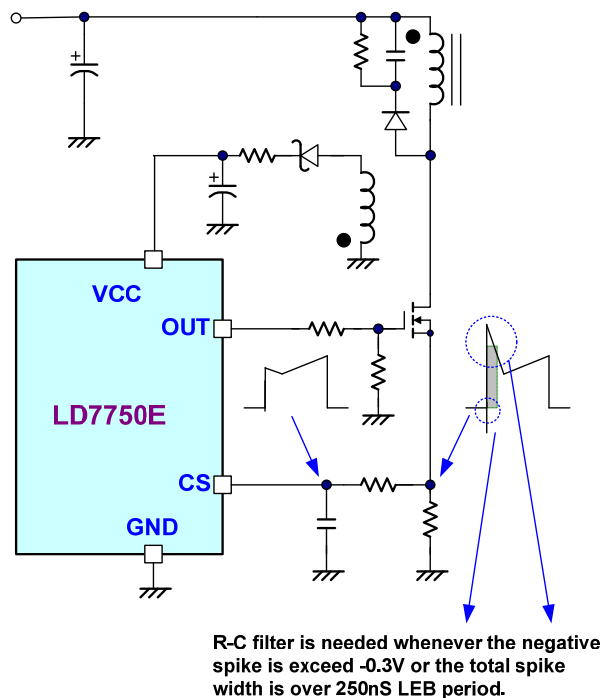 +
+
VCC
OUT
LD7750E
CS
GND
R-C filter is needed whenever the negative
spike is exceed -0.3V or the total spike
width is over 250nS LEB period.